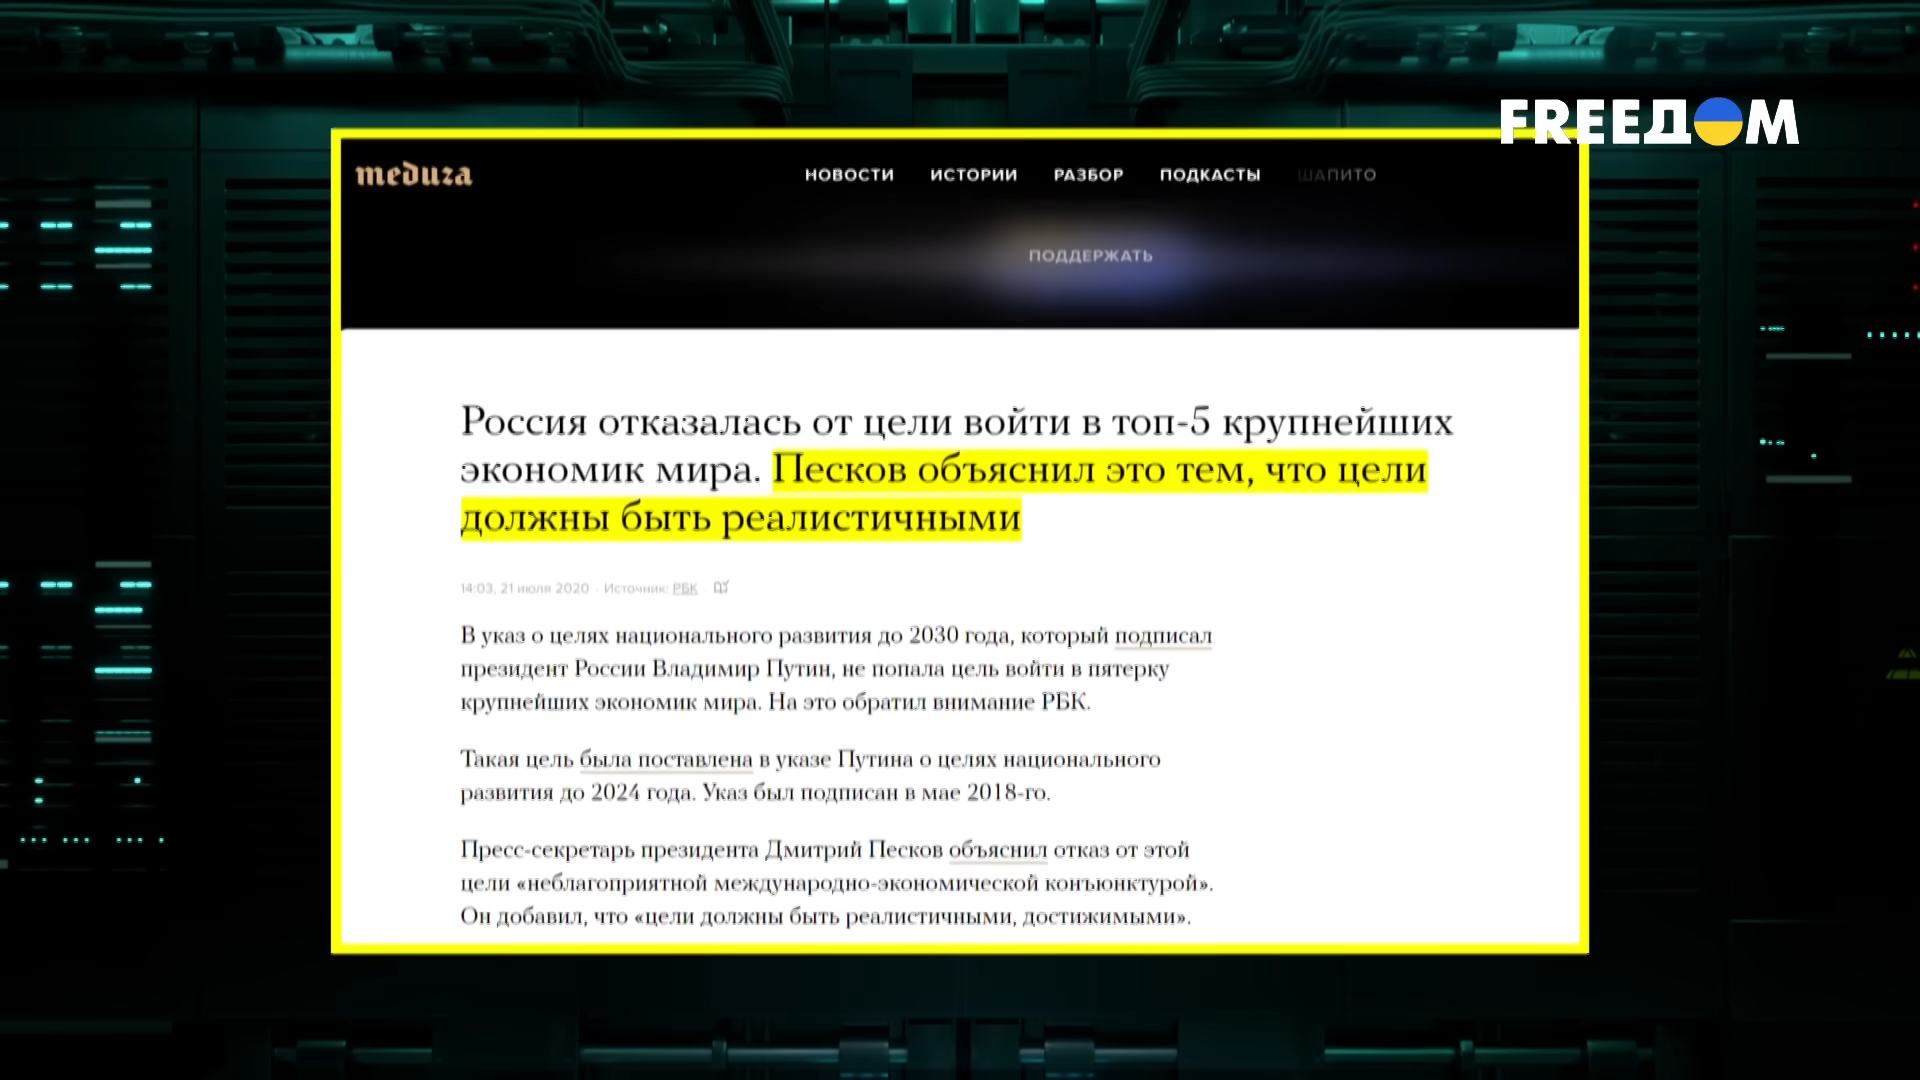 FREEДOM
meduza
НОВОСТИ ИСТОРИИ РАЗБОР ПОДКАСТЫ ШАПИТО
ПОДДЕРЖАТЬ
Россия отказалась от цели войти в топ-5 крупнейших
экономик мира. Песков объяснил это тем, что цели
должны быть реалистичными
14:03, 21 июля 2020 · Источник: РБК
В указ о целях национального развития до 2030 года, который подписал
президент России Владимир Путин, не попала цель войти в пятерку
крупнейших экономик мира. На это обратил внимание РБК.
Такая цель была поставлена в указе Путина о целях национального
развития до 2024 года. Указ был подписан в мае 2018-го.
Пресс-секретарь президента Дмитрий Песков объяснил отказ от этой
цели «неблагоприятной международно-экономической конъюнктурой».
Он добавил, что «цели должны быть реалистичными, достижимыми».